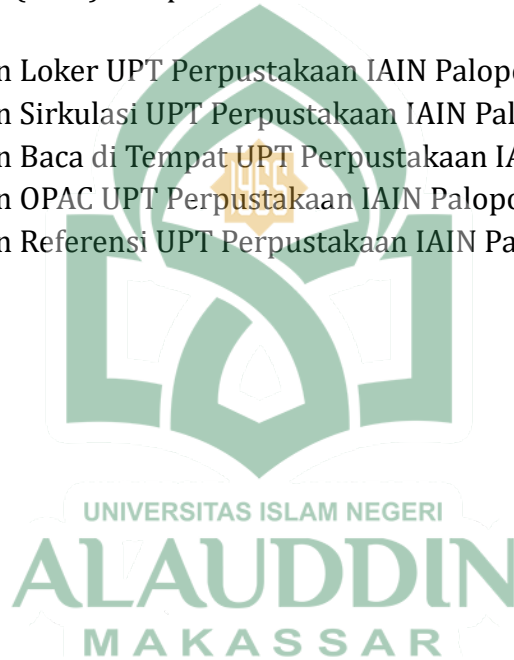 n Loker UPT Perpustakaan IAIN Palopo
n Sirkulasi UPT Perpustakaan IAIN Pal
n Baca di Tempat UPT Perpustakaan IA
n OPAC UPT Perpustakaan IAIN Palopo
n Referensi UPT Perpustakaan IAIN Pa
1965
UNIVERSITAS ISLAM NEGERI
ALAUDDIN
MAKASSAR